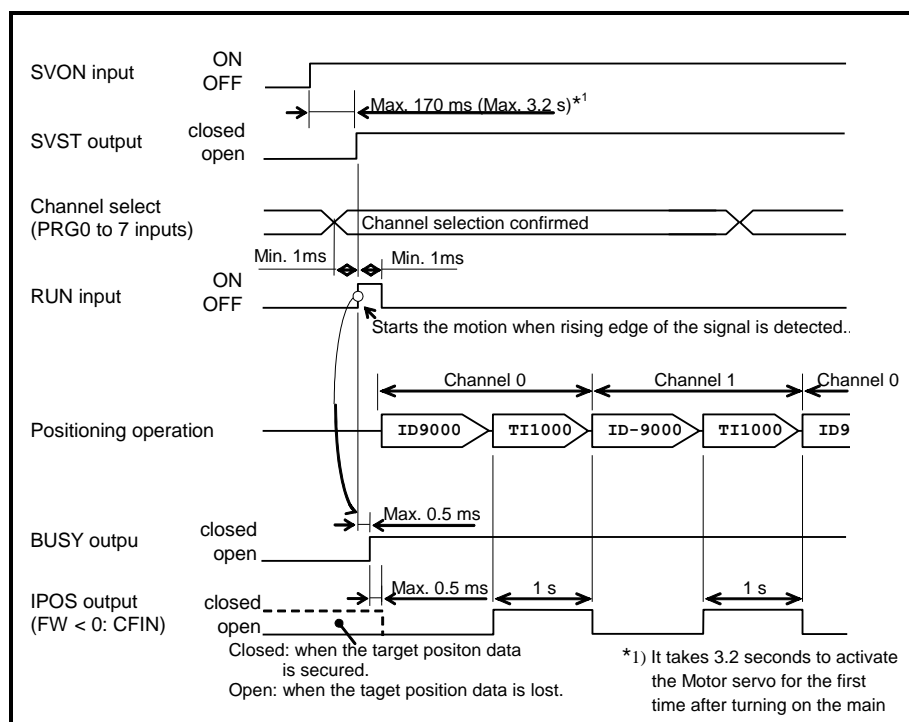 ON
SVON input
OFF
Max. 170 ms (Max. 3.2 s)*1
SVST output
closed
open
Channel select
(PRG0 to 7 inputs)
Channel selection confirmed
Min. 1ms
Min. 1ms
RUN input
ON
OFF
Starts the motion when rising edge of the signal is detected..
Channel 0
Channel 1
Channel 0
Positioning operation
ID9000
TI1000
ID-9000
TI1000
ID9
Max. 0.5 ms
BUSY outpu
closed
open
Max. 0.5 ms
1 s
1 s
IPOS output
(FW < 0: CFIN)
closed
open
Closed: when the target positon data
is secured.
Open: when the taget position data is lost.
*1) It takes 3.2 seconds to activate
the Motor servo for the first
time after turning on the main